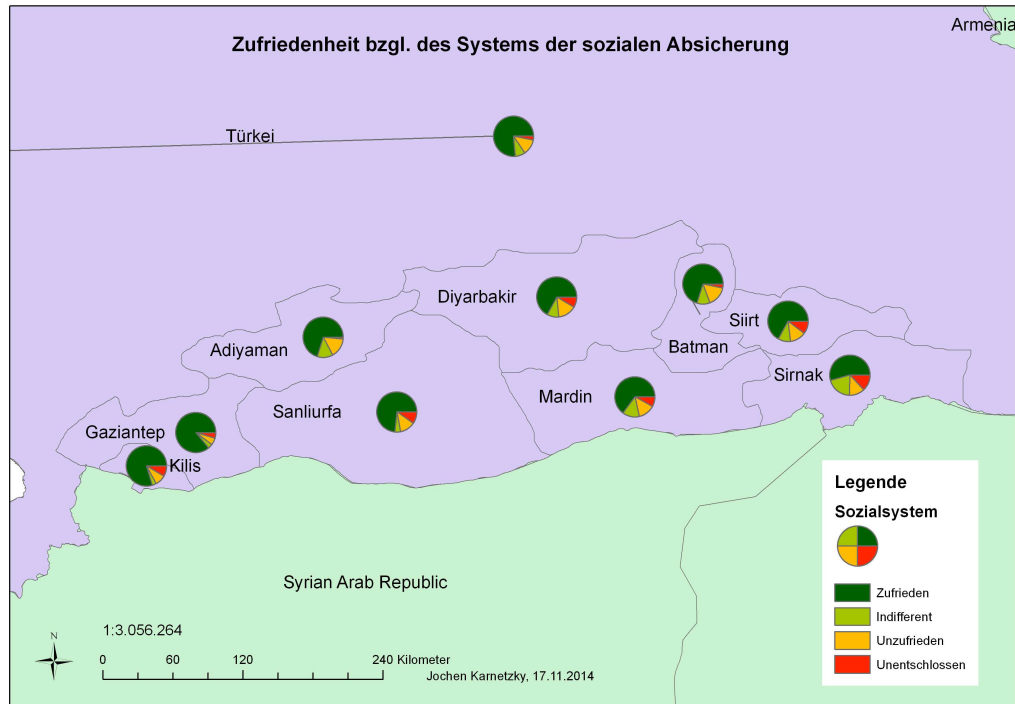 Armenia
Zufriedenheit bzgl. des Systems der sozialen Absicherung
Türkei
Diyarbakir
Siirt
Batman
Adiyaman
Sirnak
Mardin
Sanliurfa
Gaziantep
Kilis
Legende
Sozialsystem
Zufrieden
Indifferent
Unzufrieden
Unentschlossen
Syrian Arab Republic
N
1:3.056.264
0 60 120 240 Kilometer
Jochen Karnetzky, 17.11.2014